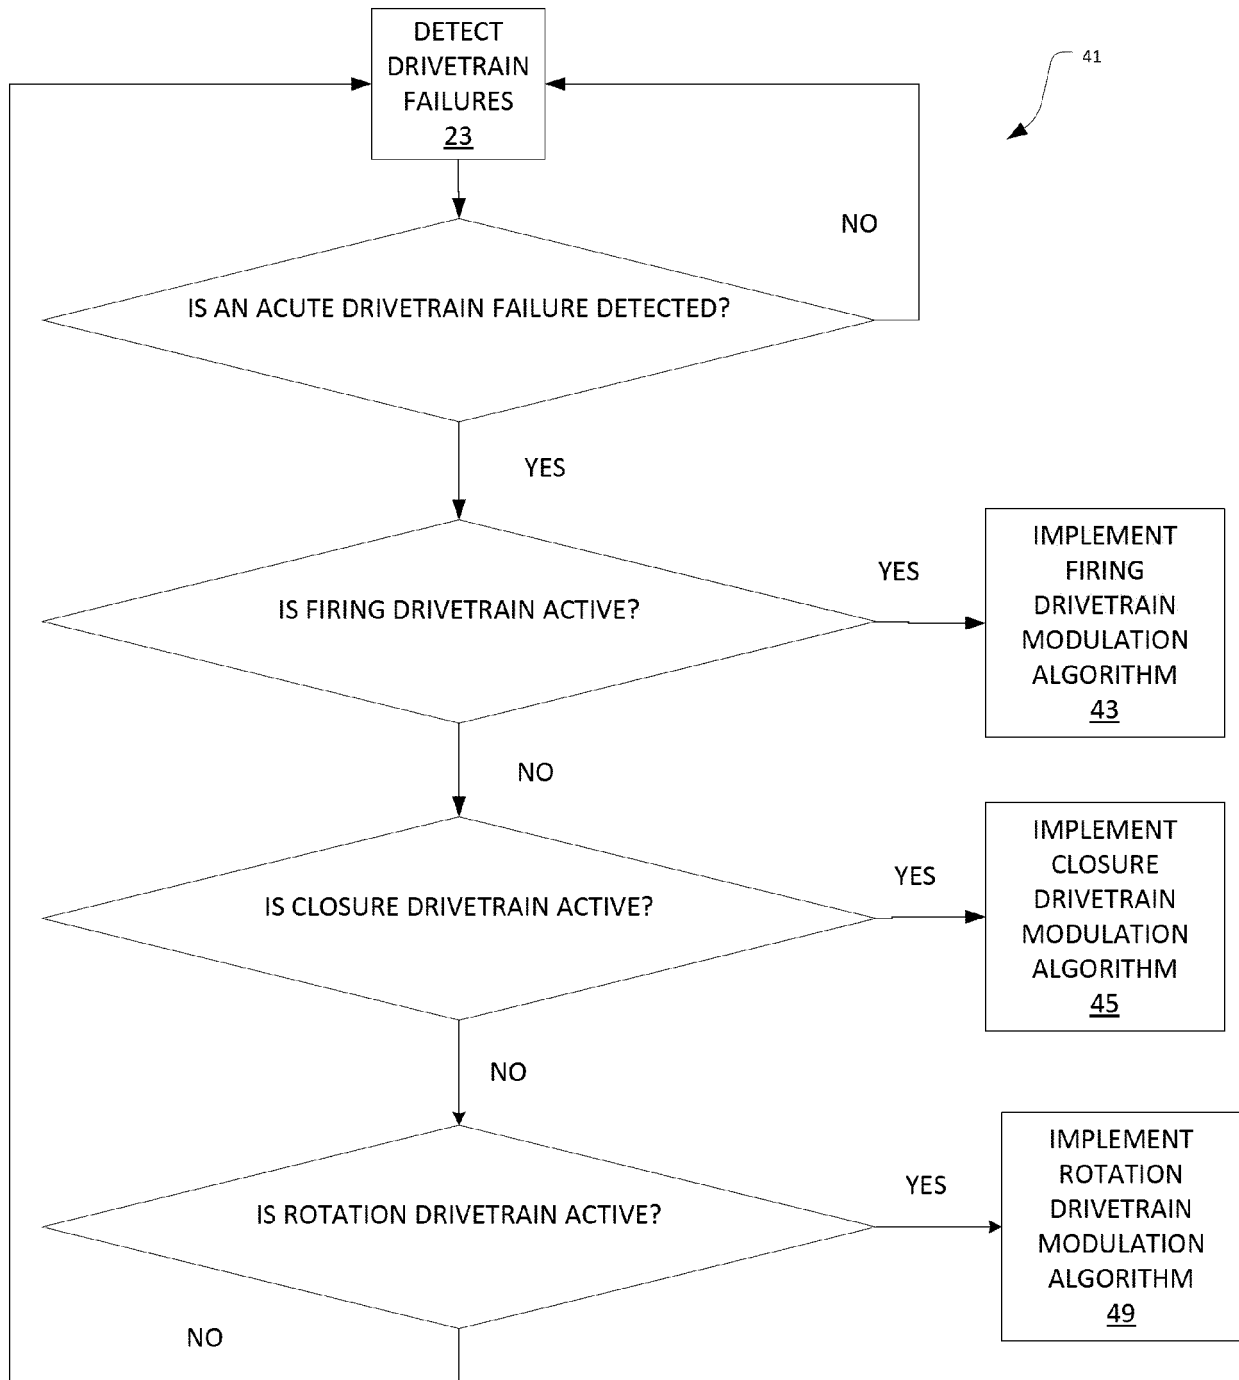 DETECT
DRIVETRAIN
FAILURES
23
41
NO
IS AN ACUTE DRIVETRAIN FAILURE DETECTED?
YES
IS FIRING DRIVETRAIN ACTIVE?
YES
IMPLEMENT
FIRING
DRIVETRAIN
MODULATION
ALGORITHM
43
NO
IS CLOSURE DRIVETRAIN ACTIVE?
YES
IMPLEMENT
CLOSURE
DRIVETRAIN
MODULATION
ALGORITHM
45
NO
IS ROTATION DRIVETRAIN ACTIVE?
YES
IMPLEMENT
ROTATION
DRIVETRAIN
MODULATION
ALGORITHM
49
NO